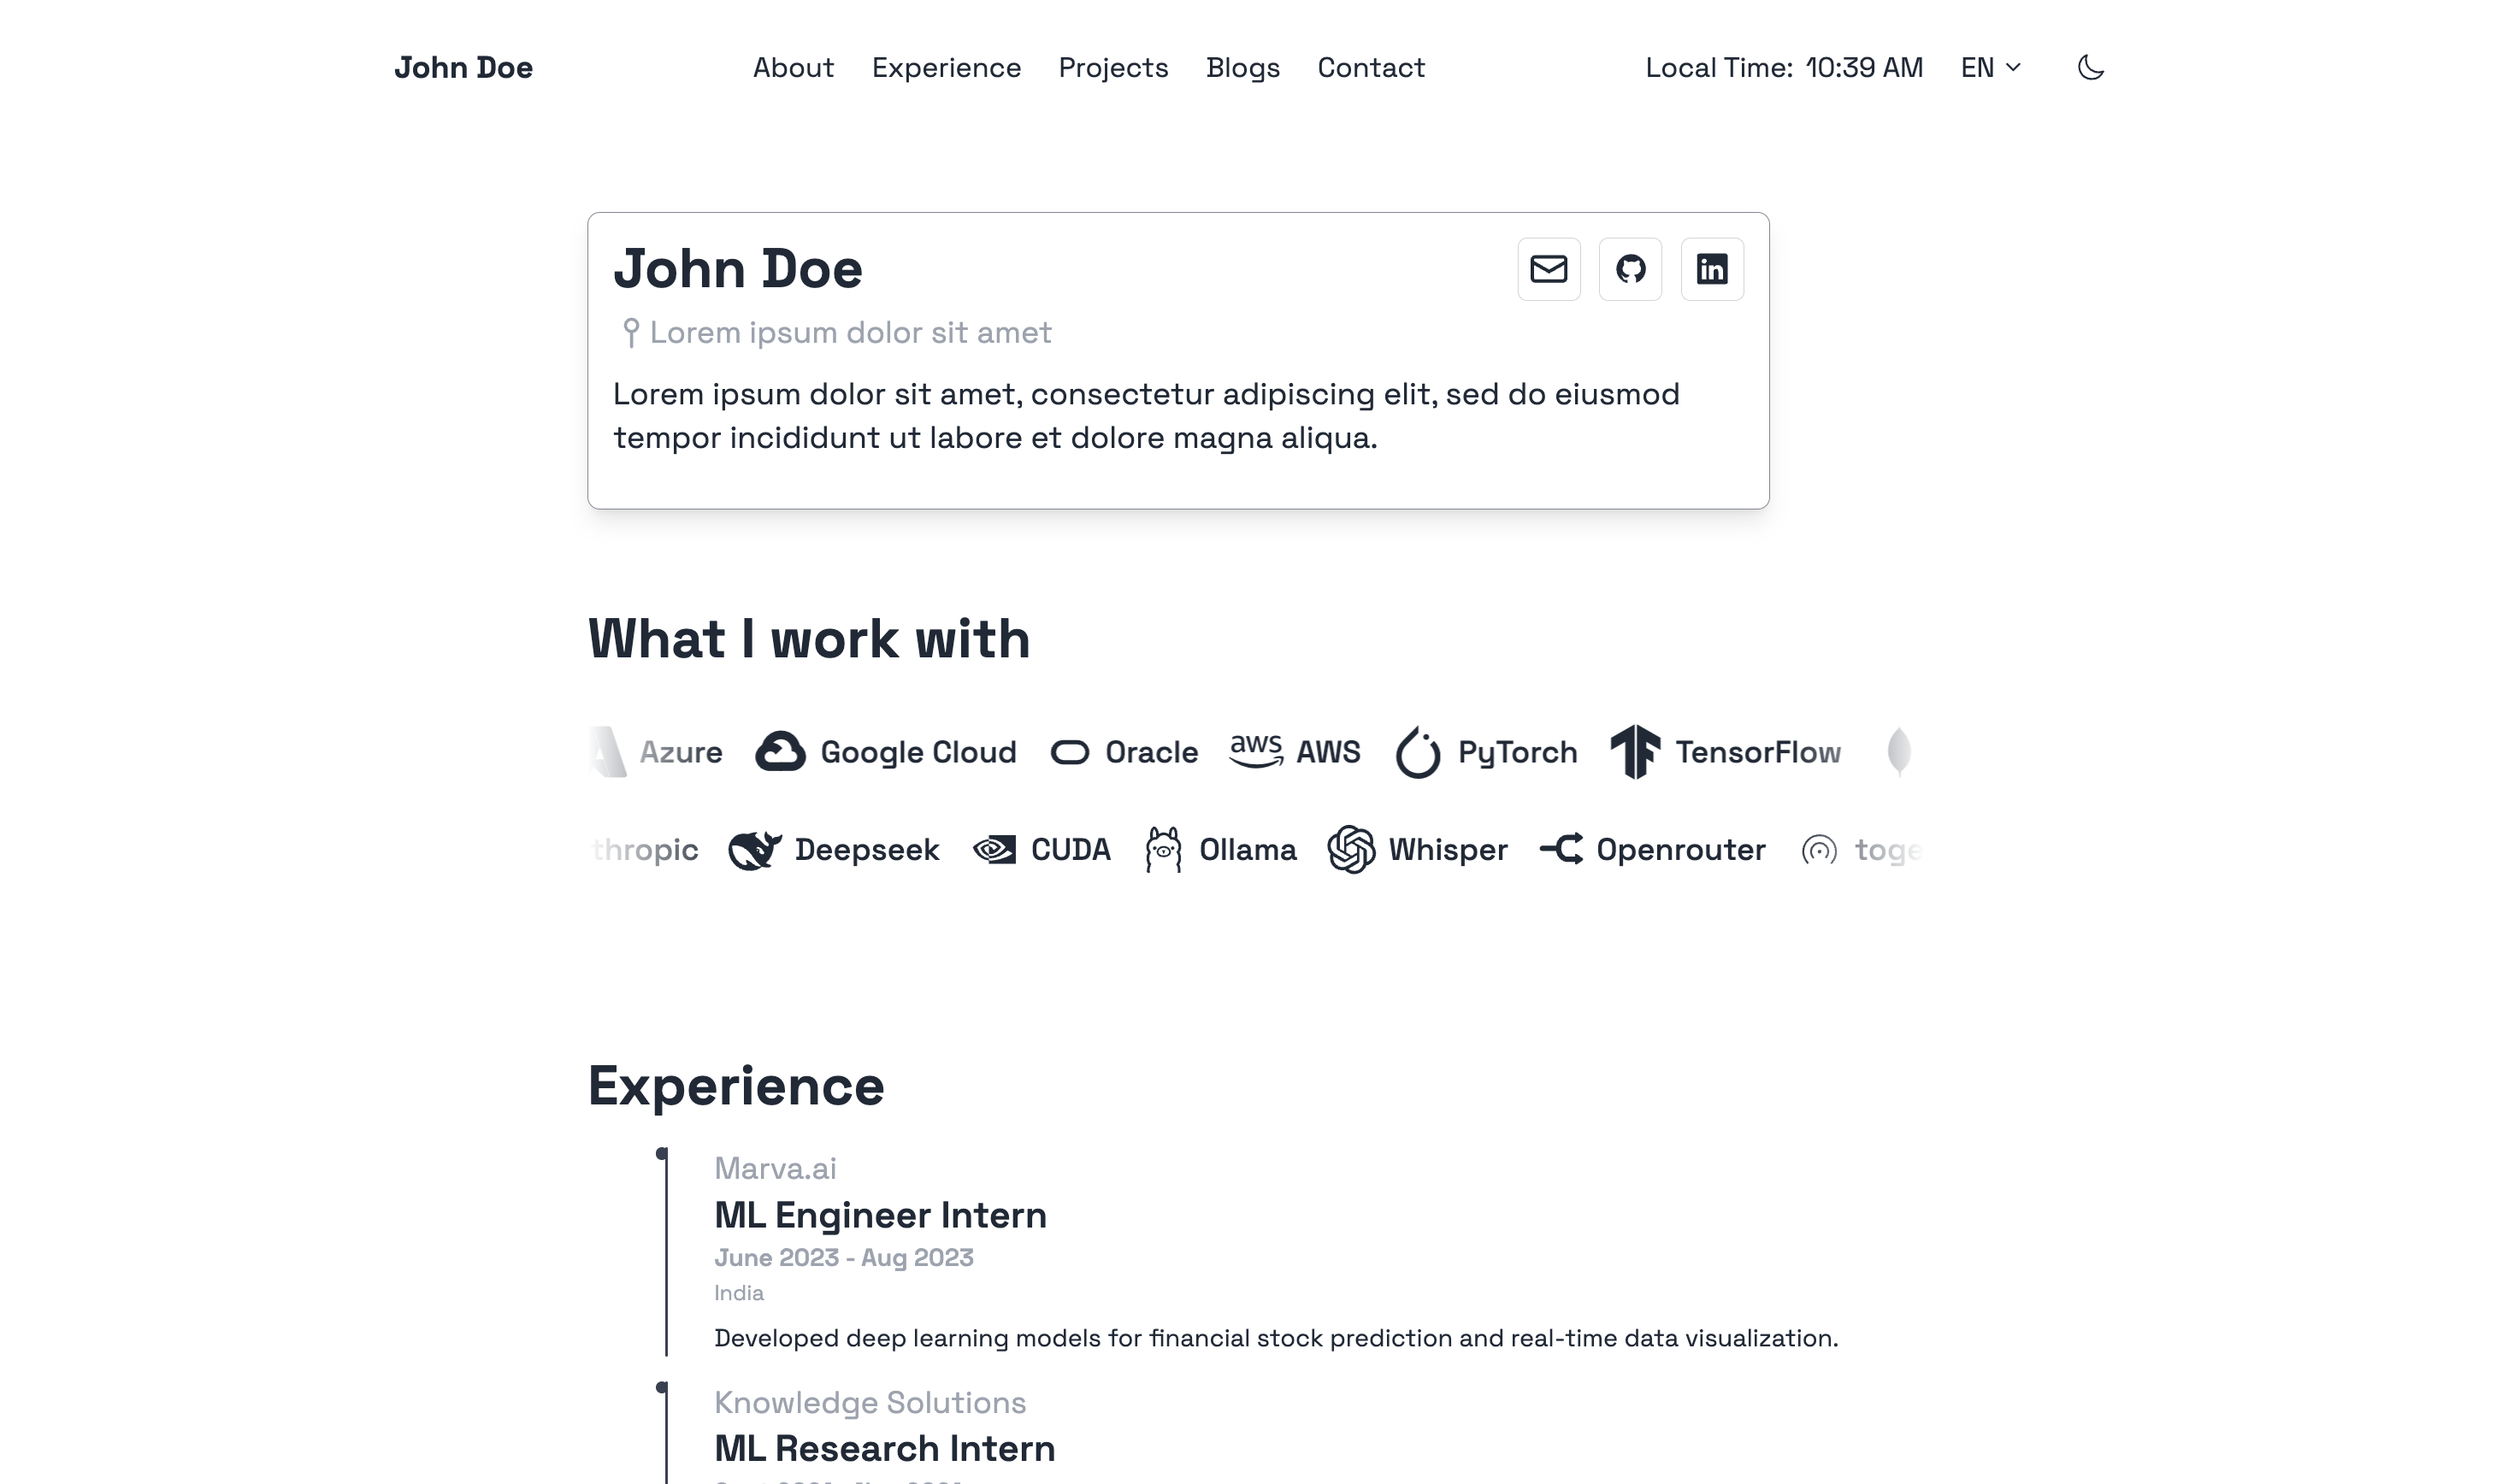 John Doe
About Experience Projects Blogs Contact
Local Time: 10:39 AM EN
John Doe
Lorem ipsum dolor sit amet
Lorem ipsum dolor sit amet, consectetur adipiscing elit, sed do eiusmod
tempor incididunt ut labore et dolore magna aliqua.
What I work with
Azure Google Cloud Oracle aws AWS PyTorch TensorFlow
thropic Deepseek CUDA Ollama Whisper Openrouter toge
Experience
Marva.ai
ML Engineer Intern
June 2023 - Aug 2023
India
Developed deep learning models for financial stock prediction and real-time data visualization.
Knowledge Solutions
ML Research Intern